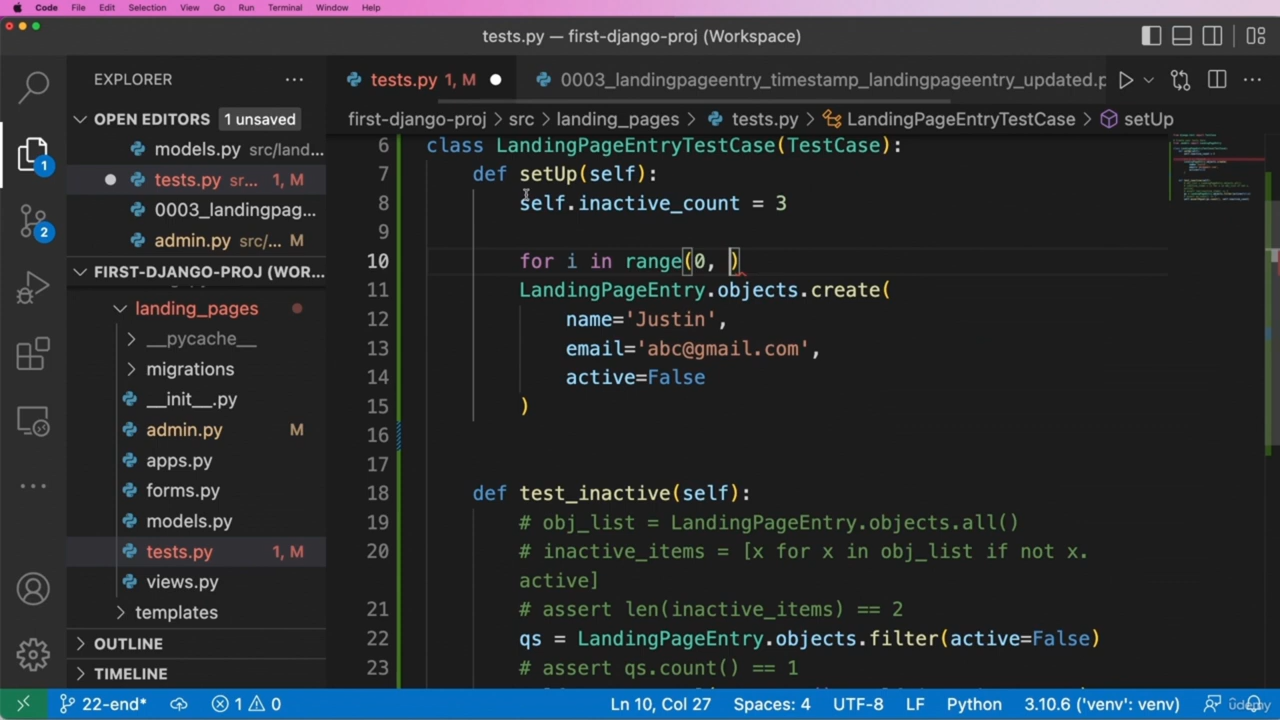 Code File Edit Selection View Go Run Terminal Window Help
tests.py — first-django-proj (Workspace)
EXPLORER
OPEN EDITORS 1 unsaved
models.py src/land...
tests.py sr... 1, M
0003_landingpag...
admin.py src/... M
FIRST-DJANGO-PROJ (WOR...
landing_pages
__pycache__
migrations
__init__.py
admin.py M
apps.py
forms.py
models.py
tests.py 1, M
views.py
templates
OUTLINE
TIMELINE
1
2
tests.py 1, M
0003_landingpageentry_timestamp_landingpageentry_updated.p
first-django-proj > src > landing_pages > tests.py > LandingPageEntryTestCase > setUp
6 class LandingPageEntryTestCase(TestCase):
7 def setUp(self):
8 self.inactive_count = 3
9
10 for i in range(0, )
11 LandingPageEntry.objects.create(
12 name='Justin',
13 email='abc@gmail.com',
14 active=False
15 )
16
17
18 def test_inactive(self):
19 # obj_list = LandingPageEntry.objects.all()
20 # inactive_items = [x for x in obj_list if not x.
active]
21 # assert len(inactive_items) == 2
22 qs = LandingPageEntry.objects.filter(active=False)
23 # assert qs.count() == 1
22-end* 1 0 Ln 10, Col 27 Spaces: 4 UTF-8 LF Python 3.10.6 ('venv': venv)
udemy